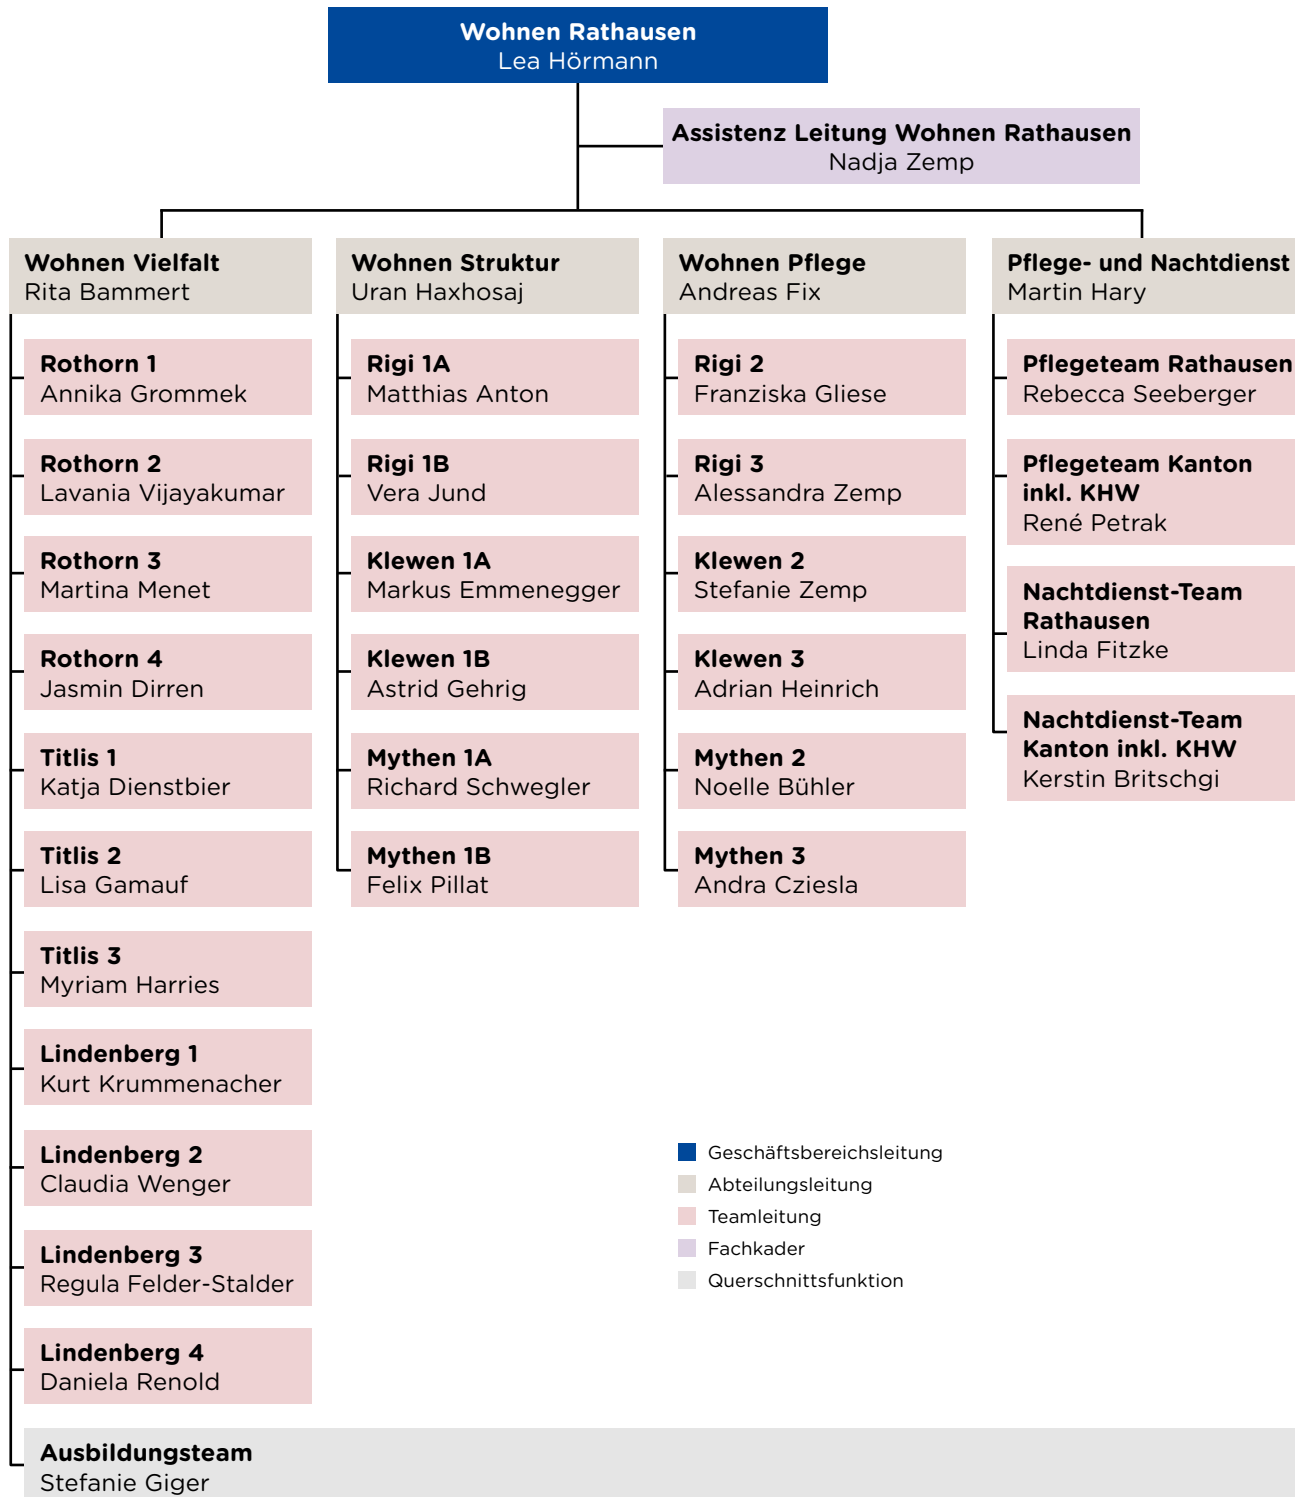 Wohnen Rathausen
Lea Hörmann
Assistenz Leitung Wohnen Rathausen
Nadja Zemp
Wohnen Vielfalt
Rita Bammert
Rothorn 1
Annika Grommek
Rothorn 2
Lavania Vijayakumar
Rothorn 3
Martina Menet
Rothorn 4
Jasmin Dirren
Titlis 1
Katja Dienstbier
Titlis 2
Lisa Gamauf
Titlis 3
Myriam Harries
Lindenberg 1
Kurt Krummenacher
Lindenberg 2
Claudia Wenger
Lindenberg 3
Regula Felder-Stalder
Lindenberg 4
Daniela Renold
Wohnen Struktur
Uran Haxhosaj
Rigi 1A
Matthias Anton
Rigi 1B
Vera Jund
Klewen 1A
Markus Emmenegger
Klewen 1B
Astrid Gehrig
Mythen 1A
Richard Schwegler
Mythen 1B
Felix Pillat
Wohnen Pflege
Andreas Fix
Rigi 2
Franziska Gliese
Rigi 3
Alessandra Zemp
Klewen 2
Stefanie Zemp
Klewen 3
Adrian Heinrich
Mythen 2
Noelle Bühler
Mythen 3
Andra Cziesla
Pflege- und Nachtdienst
Martin Hary
Pflegeteam Rathausen
Rebecca Seeberger
Pflegeteam Kanton
inkl. KHW
René Petrak
Nachtdienst-Team
Rathausen
Linda Fitzke
Nachtdienst-Team
Kanton inkl. KHW
Kerstin Britschgi
Geschäftsbereichsleitung
Abteilungsleitung
Teamleitung
Fachkader
Querschnittsfunktion
Ausbildungsteam
Stefanie Giger